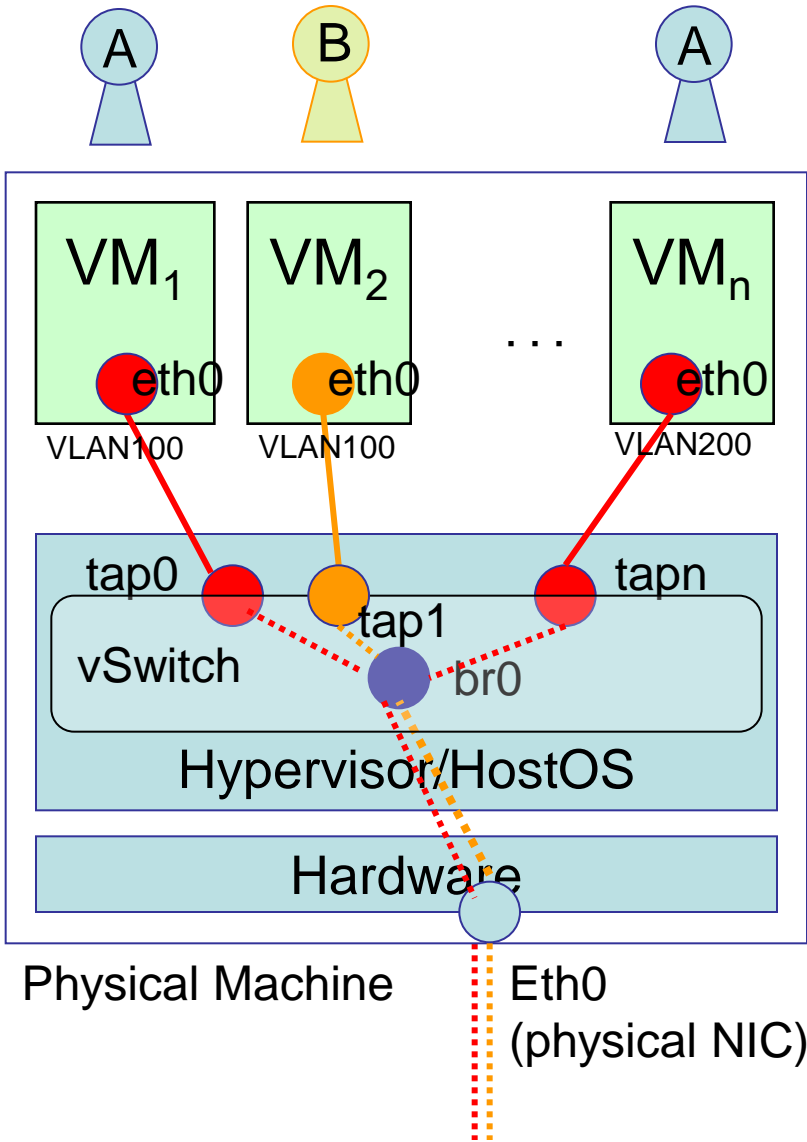 A
B
A
VM1
VM2
VMn
. . .
eth0
eth0
eth0
VLAN100
VLAN100
VLAN200
tap0
tapn
tap1
vSwitch
br0
Hypervisor/HostOS
Hardware
Physical Machine
Eth0
(physical NIC)